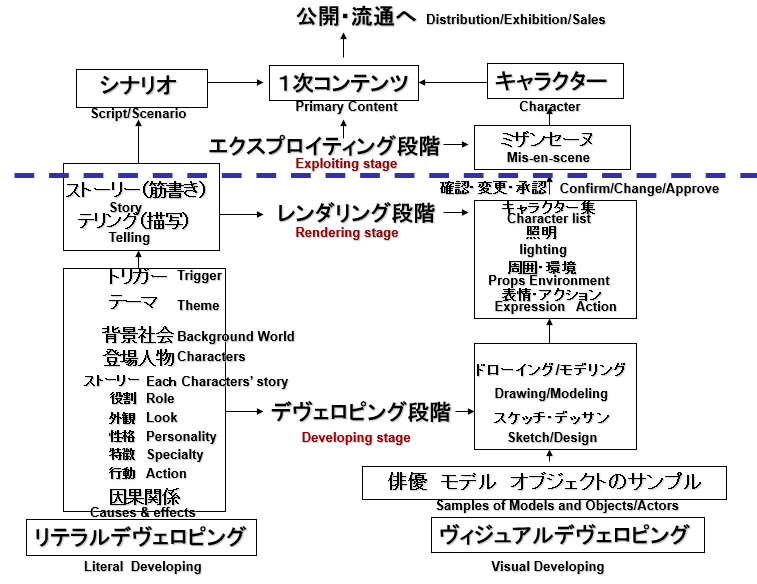 公開・流通へ Distribution/Exhibition/Sales
シナリオ
Script/Scenario
１次コンテンツ
Primary Content
キャラクター
Character
エクスプロイティング段階
Exploiting stage
ミザンセーヌ
Mis-en-scene
確認・変更・承認 Confirm/Change/Approve
ストーリー（筋書き）
Story
テリング（描写）
Telling
レンダリング段階
Rendering stage
キャラクター集
Character list
照明
lighting
周囲・環境
Props Environment
表情・アクション
Expression Action
トリガー Trigger
テーマ Theme
背景社会 Background World
登場人物 Characters
ストーリー Each Characters' story
役割 Role
外観 Look
性格 Personality
特徴 Specialty
行動 Action
因果関係
Causes & effects
デヴェロピング段階
Developing stage
ドローイング/モデリング
Drawing/Modeling
スケッチ・デッサン
Sketch/Design
俳優 モデル オブジェクトのサンプル
Samples of Models and Objects/Actors
リテラルデヴェロピング
Literal Developing
ヴィジュアルデヴェロピング
Visual Developing